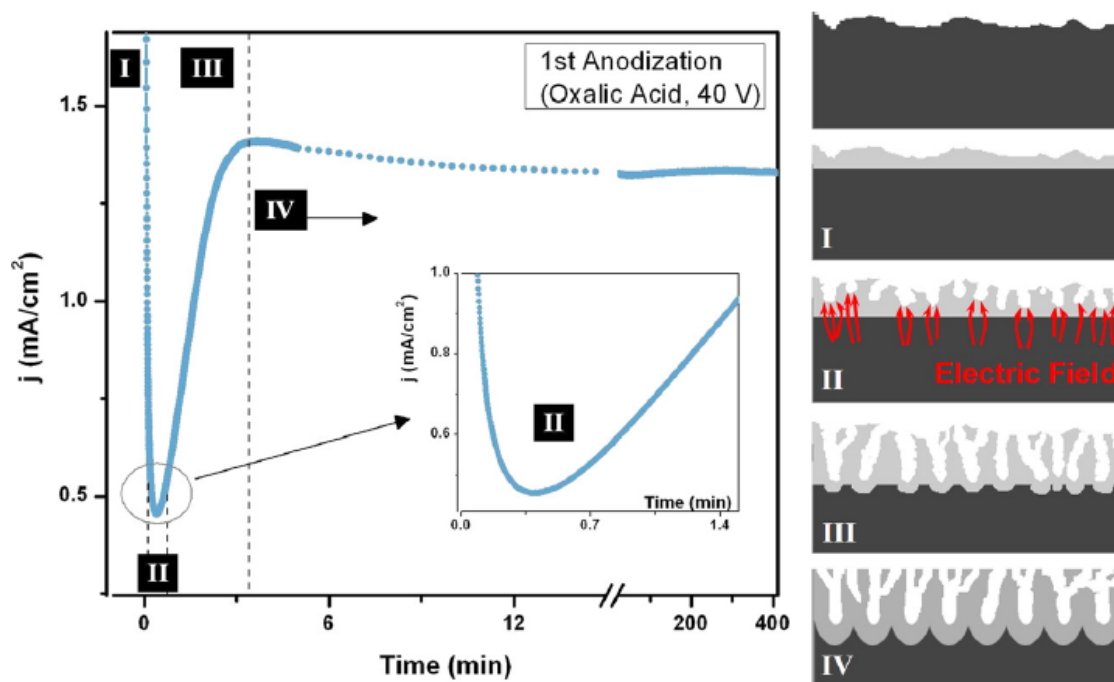 I
III
1st Anodization
(Oxalic Acid, 40 V)
IV
II
j (mA/cm²)
1.5
1.0
0.5
0
6
12
200
400
Time (min)
II
j (mA/cm²)
1.0
0.8
0.6
0.0
0.7
1.4
Time (min)
I
Electric Field
II
III
IV